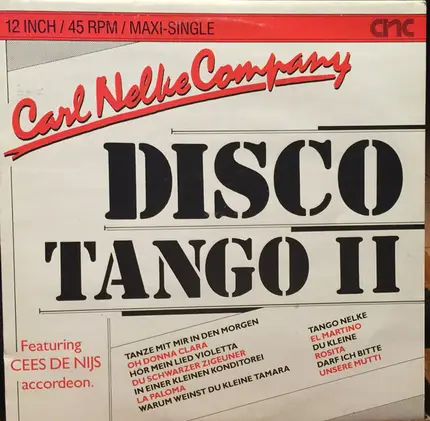 12 INCH / 45 RPM / MAXI-SINGLE
cnc
Carl Nelke Company
DISCO
TANGO II
Featuring
CEES DE NIJS
accordeon.
TANZE MIT MIR IN DEN MORGEN
OH DONNA CLARA
HOR MEIN LIED VIOLETTA
DU SCHWARZER ZIGEUNER
IN EINER KLEINEN KONDITOREI
LA PALOMA
WARUM WEINST DU KLEINE TAMARA
TANGO NELKE
EL MARTINO
DU KLEINE
ROSITA
DARF ICH BITTE
UNSERE MUTTI